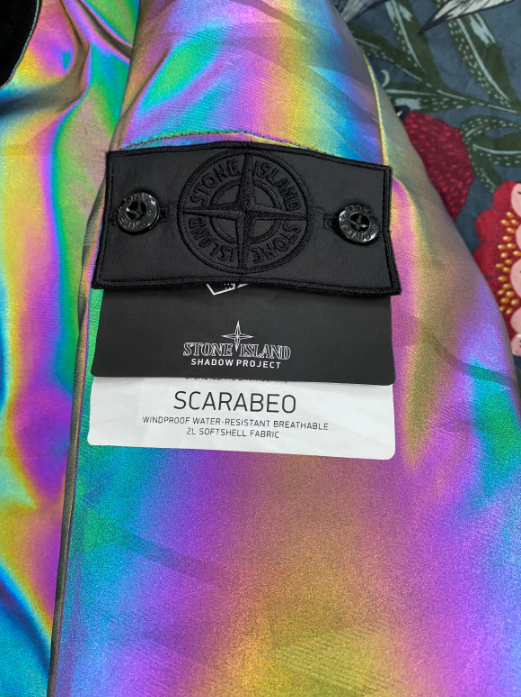 STONE ISLAND
STONE ISLAND
STONE ISLAND
SHADOW PROJECT
SCARABEO
WINDPROOF WATER-RESISTANT BREATHABLE
2L SOFTSHELL FABRIC